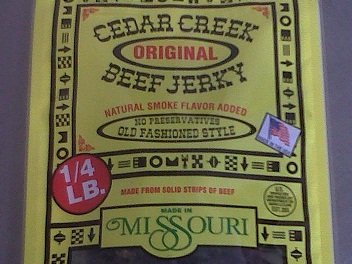 CEDAR CREEK
ORIGINAL
BEEF JERKY
NATURAL SMOKE FLAVOR ADDED
NO PRESERVATIVES
OLD FASHIONED STYLE
1/4
LB.
MADE FROM SOLID STRIPS OF BEEF
MADE IN
MISSOURI